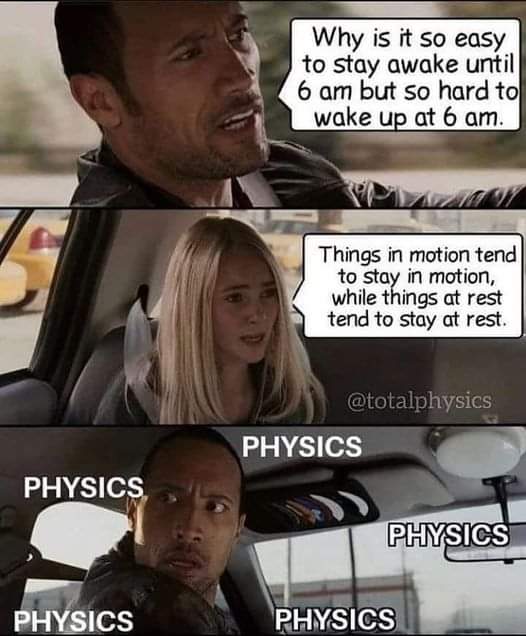 Why is it so easy
to stay awake until
6 am but so hard to
wake up at 6 am.
Things in motion tend
to stay in motion,
while things at rest
tend to stay at rest.
@totalphysics
PHYSICS
PHYSICS
PHYSICS
PHYSICS
PHYSICS